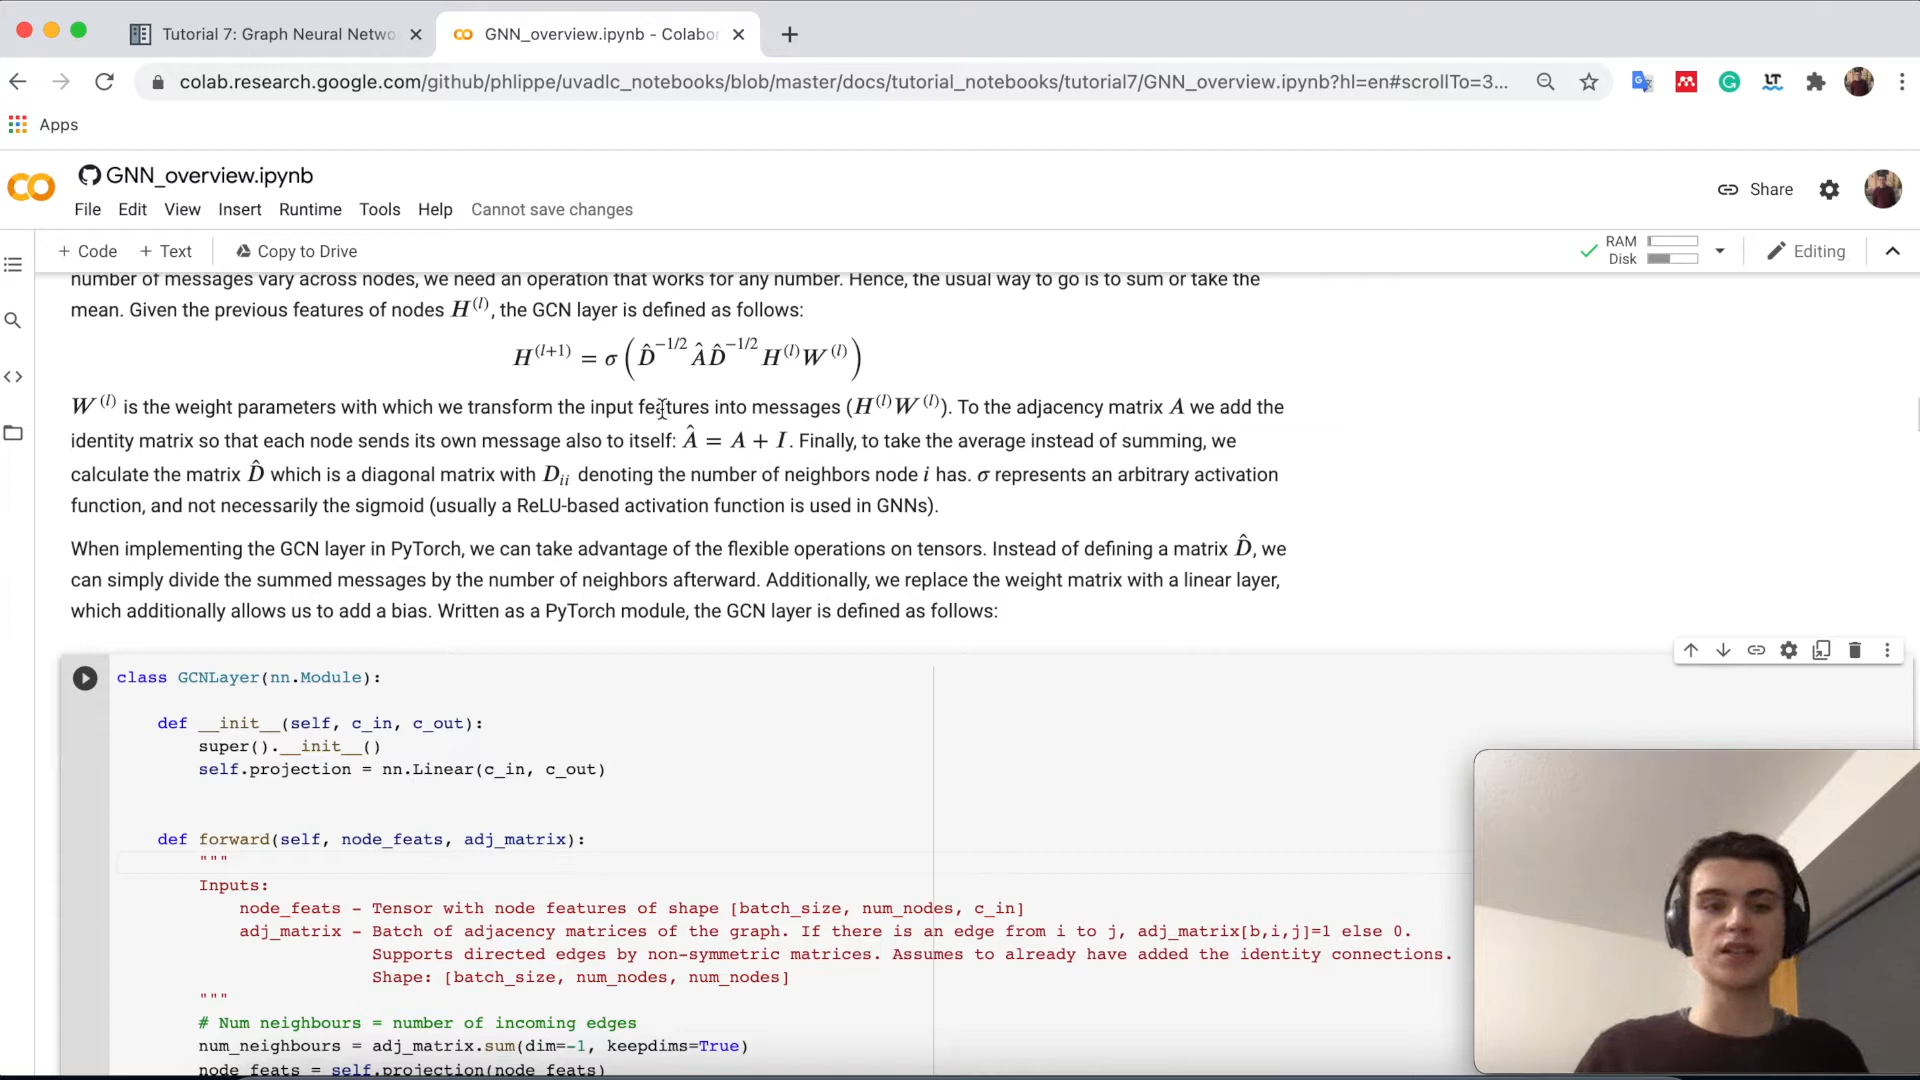 Tutorial 7: Graph Neural Netwo
GNN_overview.ipynb - Colabor
colab.research.google.com/github/phlippe/uvadlc_notebooks/blob/master/docs/tutorial_notebooks/tutorial7/GNN_overview.ipynb?hl=en#scrollTo=3...
Apps
GNN_overview.ipynb
Share
File Edit View Insert Runtime Tools Help Cannot save changes
+ Code + Text Copy to Drive
RAM
Disk
Editing
number of messages vary across nodes, we need an operation that works for any number. Hence, the usual way to go is to sum or take the
mean. Given the previous features of nodes H^(l), the GCN layer is defined as follows:
H^(l+1) = σ(D̂^−1/2 Â D̂^−1/2 H^(l) W^(l))
W^(l) is the weight parameters with which we transform the input features into messages (H^(l)W^(l)). To the adjacency matrix A we add the
identity matrix so that each node sends its own message also to itself: Â = A + I. Finally, to take the average instead of summing, we
calculate the matrix D̂ which is a diagonal matrix with D_ii denoting the number of neighbors node i has. σ represents an arbitrary activation
function, and not necessarily the sigmoid (usually a ReLU-based activation function is used in GNNs).
When implementing the GCN layer in PyTorch, we can take advantage of the flexible operations on tensors. Instead of defining a matrix D̂, we
can simply divide the summed messages by the number of neighbors afterward. Additionally, we replace the weight matrix with a linear layer,
which additionally allows us to add a bias. Written as a PyTorch module, the GCN layer is defined as follows:
class GCNLayer(nn.Module):
def __init__(self, c_in, c_out):
super().__init__()
self.projection = nn.Linear(c_in, c_out)
def forward(self, node_feats, adj_matrix):
"""
Inputs:
node_feats - Tensor with node features of shape [batch_size, num_nodes, c_in]
adj_matrix - Batch of adjacency matrices of the graph. If there is an edge from i to j, adj_matrix[b,i,j]=1 else 0.
Supports directed edges by non-symmetric matrices. Assumes to already have added the identity connections.
Shape: [batch_size, num_nodes, num_nodes]
"""
# Num neighbours = number of incoming edges
num_neighbours = adj_matrix.sum(dim=-1, keepdims=True)
node_feats = self.projection(node_feats)